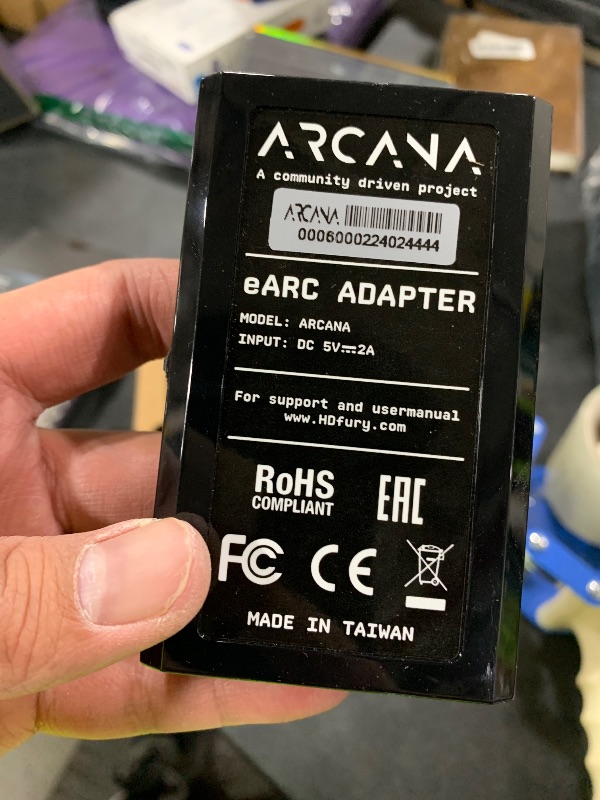 ARCANA
A community driven project
ARCANA
0006000224024444
eARC ADAPTER
MODEL: ARCANA
INPUT: DC 5V⎓2A
For support and usermanual
www.HDfury.com
RoHS
COMPLIANT
EAC
FC CE
MADE IN TAIWAN